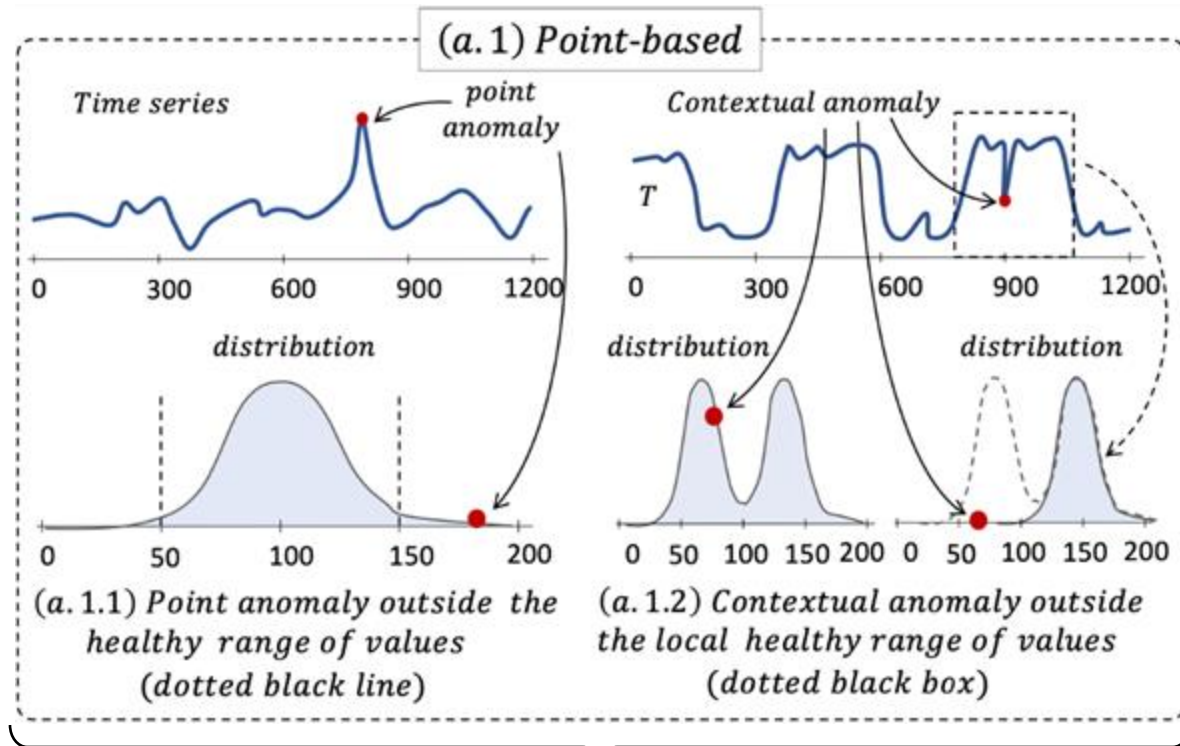 (a.1) Point-based
Time series
point
anomaly
0 300 600 900 1200
distribution
0 50 100 150 200
(a.1.1) Point anomaly outside the
healthy range of values
(dotted black line)
Contextual anomaly
T
0 300 600 900 1200
distribution
distribution
0 50 100 150 200
0 50 100 150 200
(a.1.2) Contextual anomaly outside
the local healthy range of values
(dotted black box)